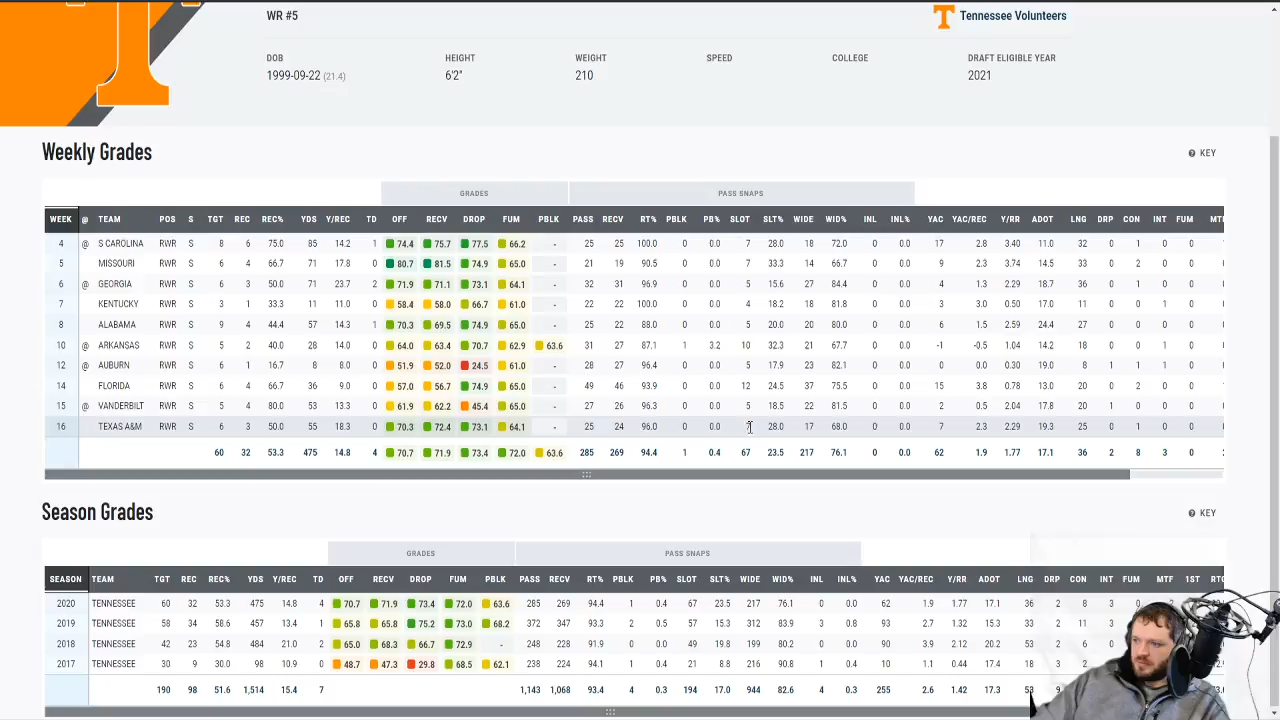 WR #5
T Tennessee Volunteers
DOB HEIGHT WEIGHT SPEED COLLEGE DRAFT ELIGIBLE YEAR
1999-09-22 (21.4) 6'2" 210 2021
Weekly Grades
KEY
GRADES PASS SNAPS
WEEK @ TEAM POS S TGT REC REC% YDS Y/REC TD OFF RECV DROP FUM PBLK PASS RECV RT% PBLK PB% SLOT SLT% WIDE WID% INL INL% YAC YAC/REC Y/RR ADOT LNG DRP CON INT FUM MTF
4 @ S CAROLINA RWR S 8 6 75.0 85 14.2 1 74.4 75.7 77.5 66.2 - 25 25 100.0 0 0.0 7 28.0 18 72.0 0 0.0 17 2.8 3.40 11.0 32 0 1 0 0
5 MISSOURI RWR S 6 4 66.7 71 17.8 0 80.7 81.5 74.9 65.0 - 21 19 90.5 0 0.0 7 33.3 14 66.7 0 0.0 9 2.3 3.74 14.5 33 0 2 0 0
6 @ GEORGIA RWR S 6 3 50.0 71 23.7 2 71.9 71.1 73.1 64.1 - 32 31 96.9 0 0.0 5 15.6 27 84.4 0 0.0 4 1.3 2.29 18.7 36 0 1 0 0
7 KENTUCKY RWR S 3 1 33.3 11 11.0 0 58.4 58.0 66.7 61.0 - 22 22 100.0 0 0.0 4 18.2 18 81.8 0 0.0 3 3.0 0.50 17.0 11 0 0 1 0
8 ALABAMA RWR S 9 4 44.4 57 14.3 1 70.3 69.5 74.9 65.0 - 25 22 88.0 0 0.0 5 20.0 20 80.0 0 0.0 6 1.5 2.59 24.4 27 0 0 0 0
10 @ ARKANSAS RWR S 5 2 40.0 28 14.0 0 64.0 63.4 70.7 62.9 63.6 31 27 87.1 1 3.2 10 32.3 21 67.7 0 0.0 -1 -0.5 1.04 14.2 18 0 0 1 0
12 @ AUBURN RWR S 6 1 16.7 8 8.0 0 51.9 52.0 24.5 61.0 - 28 27 96.4 0 0.0 5 17.9 23 82.1 0 0.0 0 0.0 0.30 19.0 8 1 1 1 0
14 FLORIDA RWR S 6 4 66.7 36 9.0 0 57.0 56.7 74.9 65.0 - 49 46 93.9 0 0.0 12 24.5 37 75.5 0 0.0 15 3.8 0.78 13.0 20 0 2 0 0
15 @ VANDERBILT RWR S 5 4 80.0 53 13.3 0 61.9 62.2 45.4 65.0 - 27 26 96.3 0 0.0 5 18.5 22 81.5 0 0.0 2 0.5 2.04 17.8 20 1 0 0 0
16 TEXAS A&M RWR S 6 3 50.0 55 18.3 0 70.3 72.4 73.1 64.1 - 25 24 96.0 0 0.0 28.0 17 68.0 0 0.0 7 2.3 2.29 19.3 25 0 1 0 0
60 32 53.3 475 14.8 4 70.7 71.9 73.4 72.0 63.6 285 269 94.4 1 0.4 67 23.5 217 76.1 0 0.0 62 1.9 1.77 17.1 36 2 8 3 0
Season Grades
KEY
GRADES PASS SNAPS
SEASON TEAM TGT REC REC% YDS Y/REC TD OFF RECV DROP FUM PBLK PASS RECV RT% PBLK PB% SLOT SLT% WIDE WID% INL INL% YAC YAC/REC Y/RR ADOT LNG DRP CON INT FUM MTF 1ST RTG
2020 TENNESSEE 60 32 53.3 475 14.8 4 70.7 71.9 73.4 72.0 63.6 285 269 94.4 1 0.4 67 23.5 217 76.1 0 0.0 62 1.9 1.77 17.1 36 2 8 3 0
2019 TENNESSEE 58 34 58.6 457 13.4 1 65.8 65.8 75.2 73.0 68.2 372 347 93.3 2 0.5 57 15.3 312 83.9 3 0.8 93 2.7 1.32 15.3 33 2 11
2018 TENNESSEE 42 23 54.8 484 21.0 2 65.0 68.3 66.7 72.9 - 248 228 91.9 0 0.0 49 19.8 199 80.2 0 0.0 90 3.9 2.12 20.2 53 2 6
2017 TENNESSEE 30 9 30.0 98 10.9 0 48.7 47.3 29.8 68.5 62.1 238 224 94.1 1 0.4 21 8.8 216 90.8 1 0.4 10 1.1 0.44 17.4 18 3 2
190 98 51.6 1,514 15.4 7 1,143 1,068 93.4 4 0.3 194 17.0 944 82.6 4 0.3 255 2.6 1.42 17.3 53 9